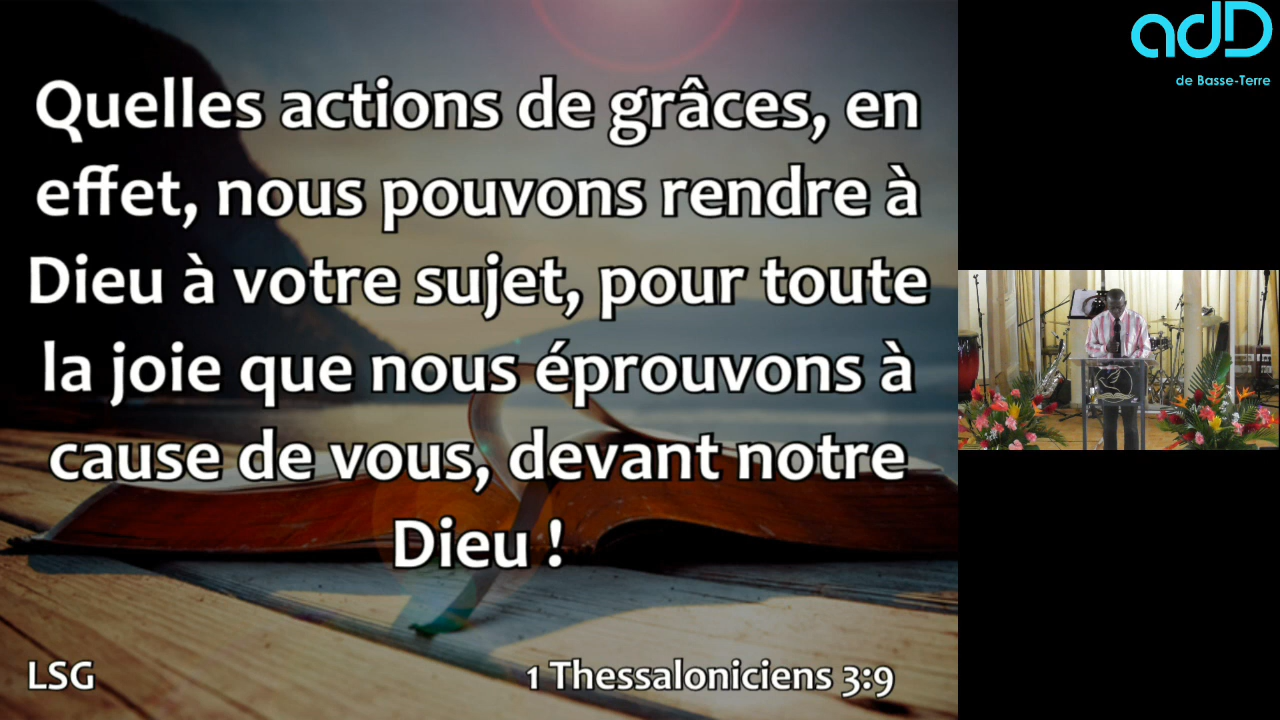 Quelles actions de grâces, en
effet, nous pouvons rendre à
Dieu à votre sujet, pour toute
la joie que nous éprouvons à
cause de vous, devant notre
Dieu !
LSG
1 Thessaloniciens 3:9
adD
de Basse-Terre